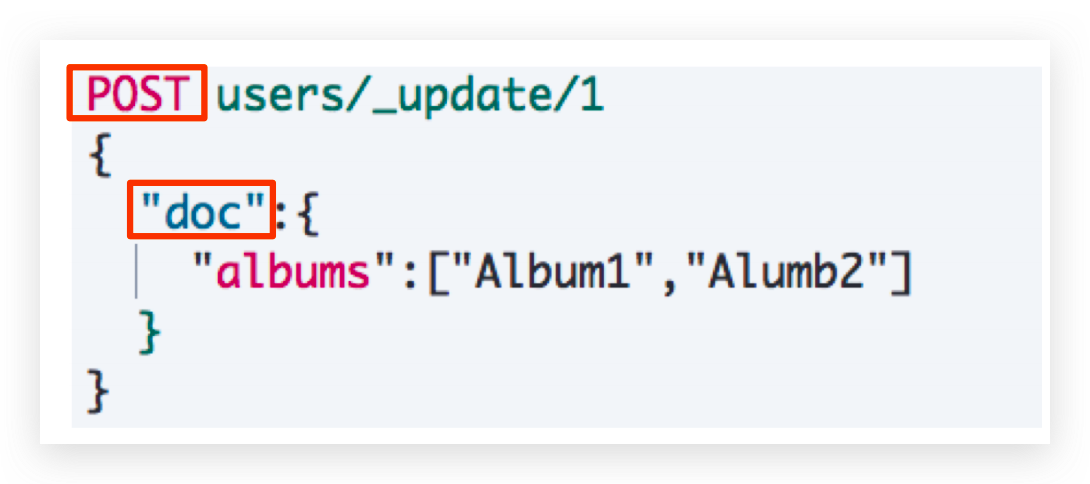 POST users/_update/1
{
"doc":{
"albums":["Album1","Alumb2"]
}
}